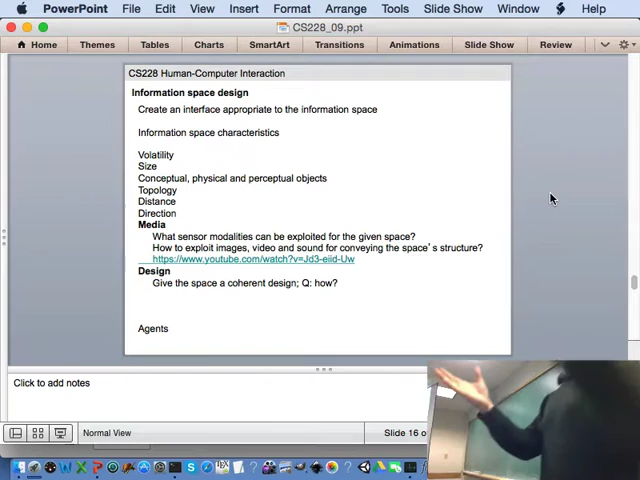 PowerPoint File Edit View Insert Format Arrange Tools Slide Show Window Help
CS228_09.ppt
Home Themes Tables Charts SmartArt Transitions Animations Slide Show Review
CS228 Human-Computer Interaction
Information space design
Create an interface appropriate to the information space
Information space characteristics
Volatility
Size
Conceptual, physical and perceptual objects
Topology
Distance
Direction
Media
What sensor modalities can be exploited for the given space?
How to exploit images, video and sound for conveying the space's structure?
https://www.youtube.com/watch?v=Jd3-eiid-Uw
Design
Give the space a coherent design; Q: how?
Agents
Click to add notes
Normal View Slide 16 of